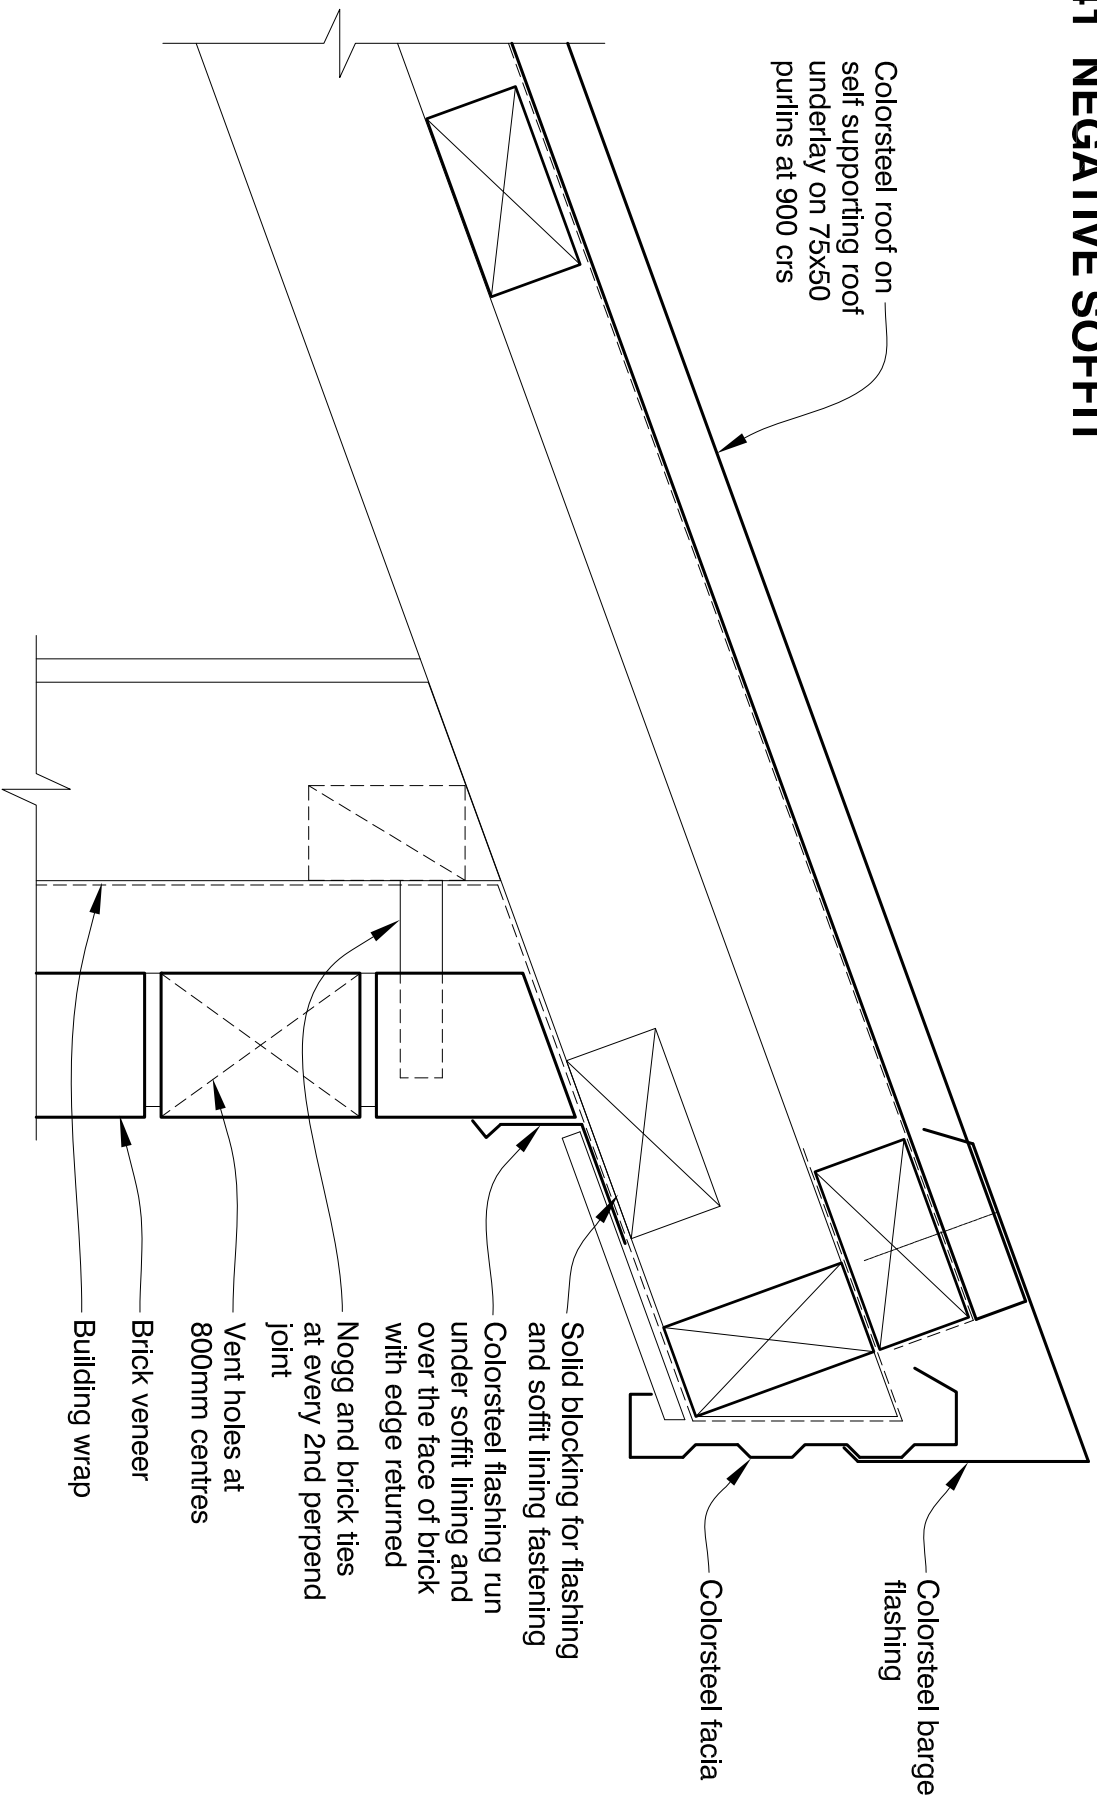 NEGATIVE SOFFIT
Colorsteel roof on
self supporting roof
underlay on 75x50
purlins at 900 crs
Colorsteel barge
flashing
Colorsteel facia
Solid blocking for flashing
and soffit lining fastening
Colorsteel flashing run
under soffit lining and
over the face of brick
with edge returned
Nogg and brick ties
at every 2nd perpend
joint
Vent holes at
800mm centres
Brick veneer
Building wrap